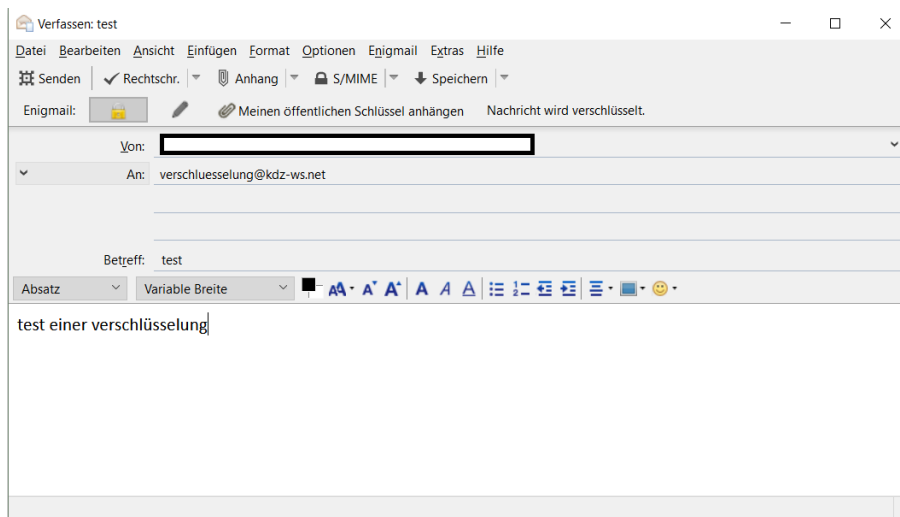 Verfassen: test
Datei Bearbeiten Ansicht Einfügen Format Optionen Enigmail Extras Hilfe
Senden Rechtschr. Anhang S/MIME Speichern
Enigmail: Meinen öffentlichen Schlüssel anhängen Nachricht wird verschlüsselt.
Von:
An: verschluesselung@kdz-ws.net
Betreff: test
Absatz Variable Breite
test einer verschlüsselung